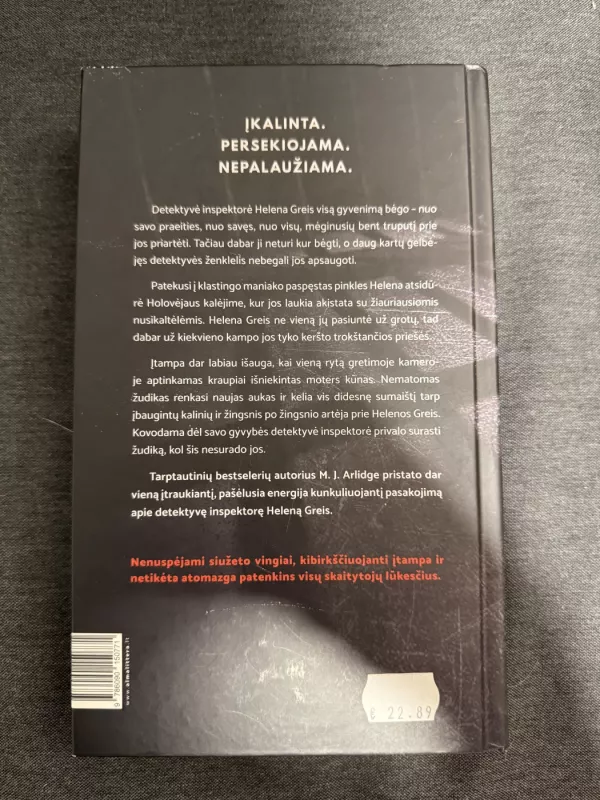 ĮKALINTA.
PERSEKIOJAMA.
NEPALAUŽIAMA.
Detektyvė inspektorė Helena Greis visą gyvenimą bėgo – nuo
savo praeities, nuo savęs, nuo visų, mėginusių bent truputį prie
jos priartėti. Tačiau dabar ji neturi kur bėgti, o daug kartų gelbė-
jęs detektyvės ženklelis nebegali jos apsaugoti.
Patekusi į klastingo maniako paspęstas pinkles Helena atsidū-
rė Holovėjaus kalėjime, kur jos laukia akistata su žiauriausiomis
nusikaltėlėmis. Helena Greis ne vieną jų pasiuntė už grotų, tad
dabar už kiekvieno kampo jos tyko keršto trokštančios priešės.
Įtampa dar labiau išauga, kai vieną rytą gretimoje kamero-
je aptinkamas kraupiai išniekintas moters kūnas. Nematomas
žudikas renkasi naujas aukas ir kelia vis didesnę sumaištį tarp
įbaugintų kalinių ir žingsnis po žingsnio artėja prie Helenos Greis.
Kovodama dėl savo gyvybės detektyvė inspektorė privalo surasti
žudiką, kol šis nesurado jos.
Tarptautinių bestselerių autorius M. J. Arlidge pristato dar
vieną įtraukiantį, pašėlusia energija kunkuliuojantį pasakojimą
apie detektyvę inspektorę Heleną Greis.
Nenuspėjami siužeto vingiai, kibirkščiuojanti įtampa ir
netikėta atomazga patenkins visų skaitytojų lūkesčius.
9 786090 150771
www.almalittera.lt
€ 22.89